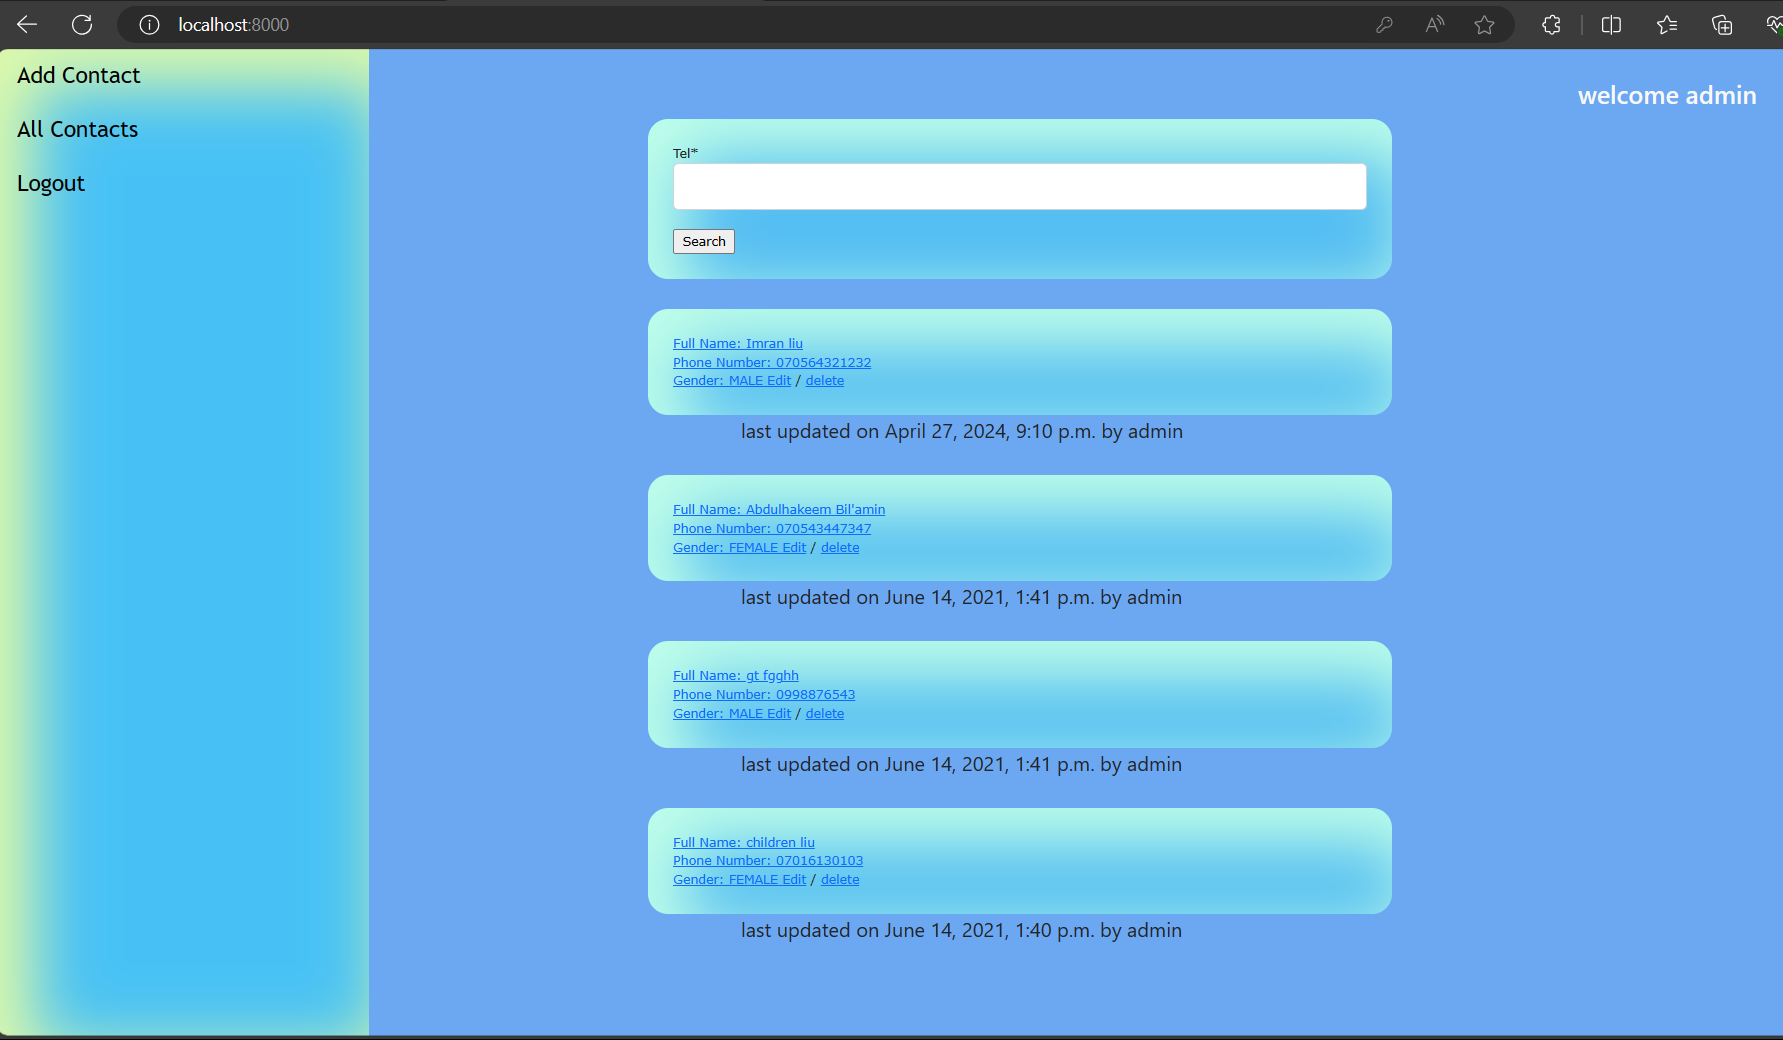 localhost:8000
Add Contact
All Contacts
Logout
welcome admin
Tel*
Search
Full Name: Imran liu
Phone Number: 070564321232
Gender: MALE Edit / delete
last updated on April 27, 2024, 9:10 p.m. by admin
Full Name: Abdulhakeem Bil'amin
Phone Number: 070543447347
Gender: FEMALE Edit / delete
last updated on June 14, 2021, 1:41 p.m. by admin
Full Name: gt fgghh
Phone Number: 0998876543
Gender: MALE Edit / delete
last updated on June 14, 2021, 1:41 p.m. by admin
Full Name: children liu
Phone Number: 07016130103
Gender: FEMALE Edit / delete
last updated on June 14, 2021, 1:40 p.m. by admin